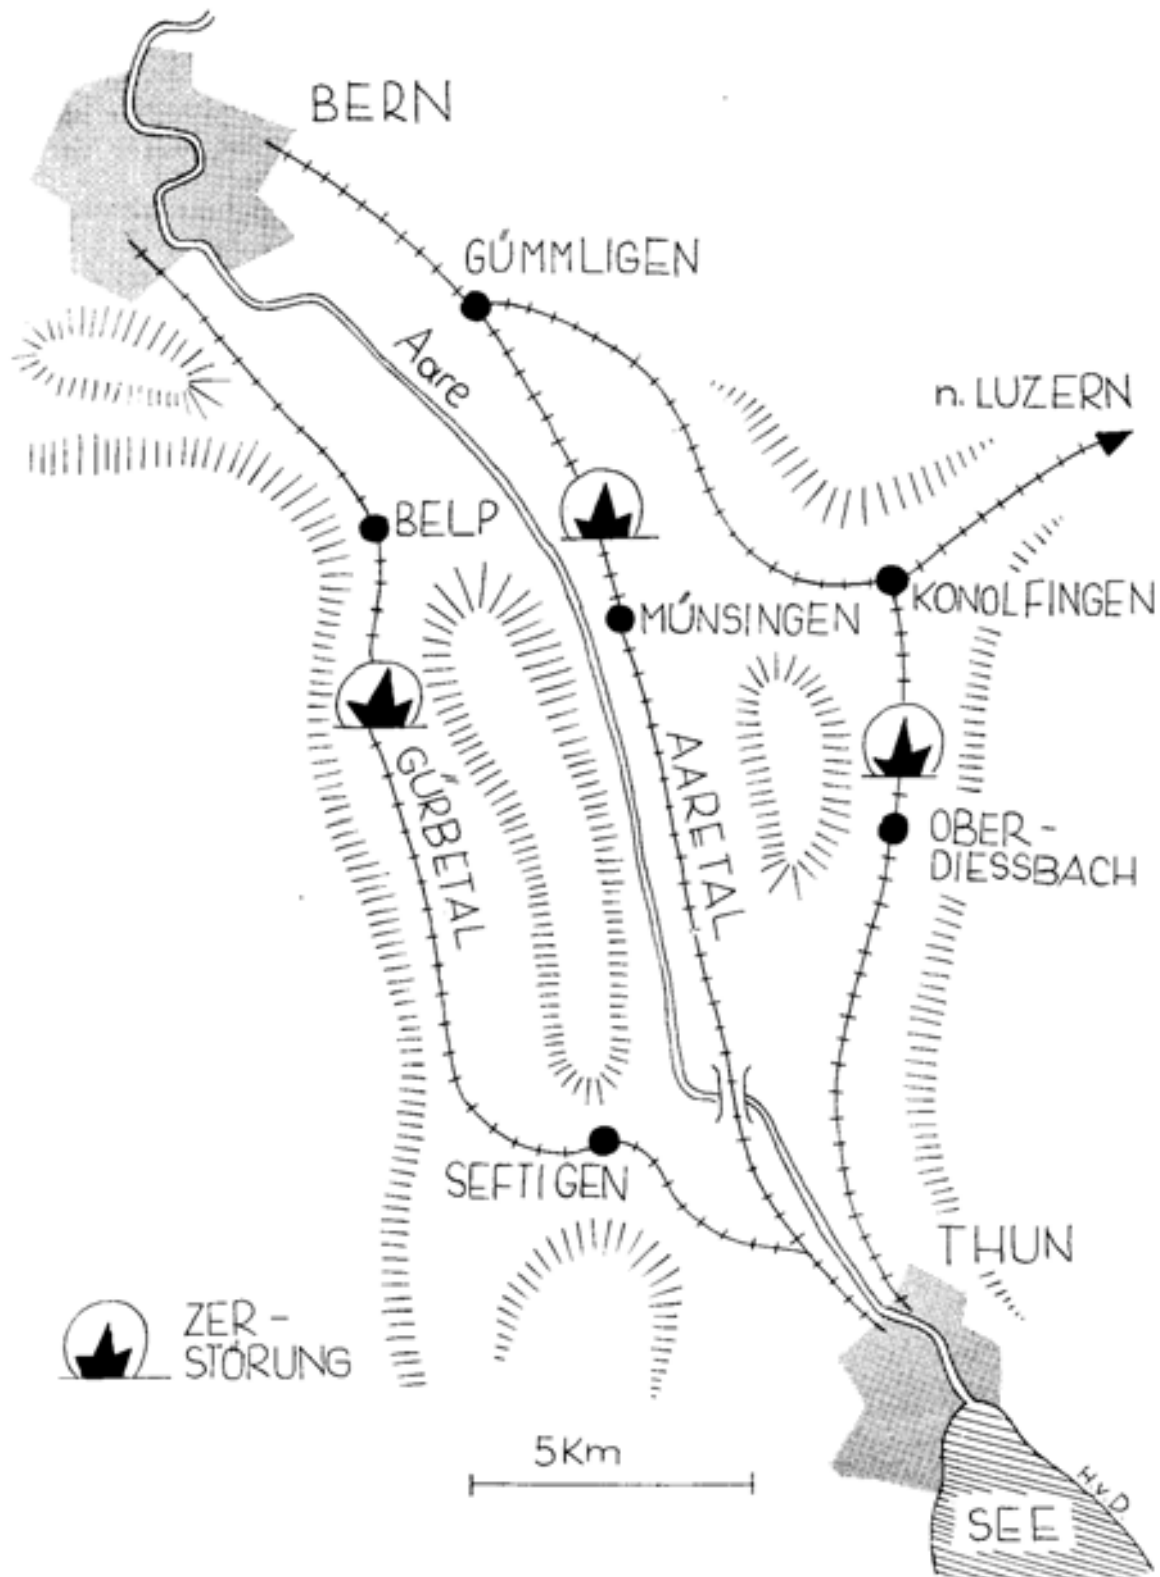 BERN
GÜMMLIGEN
Aare
n. LUZERN
BELP
KONOLFINGEN
MÜNSINGEN
GÜRBETAL
AARETAL
OBER-
DIESSBACH
SEFTIGEN
THUN
ZER-
STÖRUNG
5Km
H.v.D.
SEE